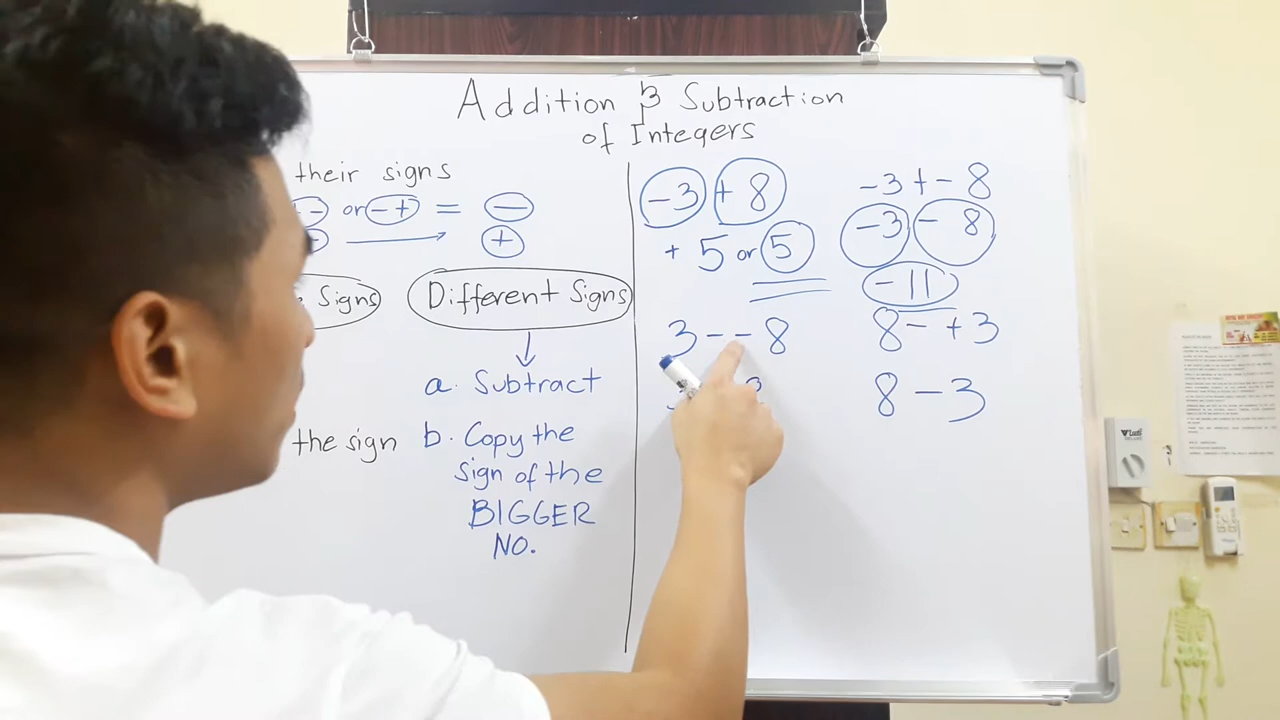 Addition & Subtraction
of Integers
their signs
or -+ = -
+
Signs
Different Signs
a. Subtract
the sign
b. Copy the
sign of the
BIGGER
NO.
-3 + 8
+ 5 or 5
3 - - 8
-3 + - 8
-3 - 8
-11
8 - + 3
8 - 3